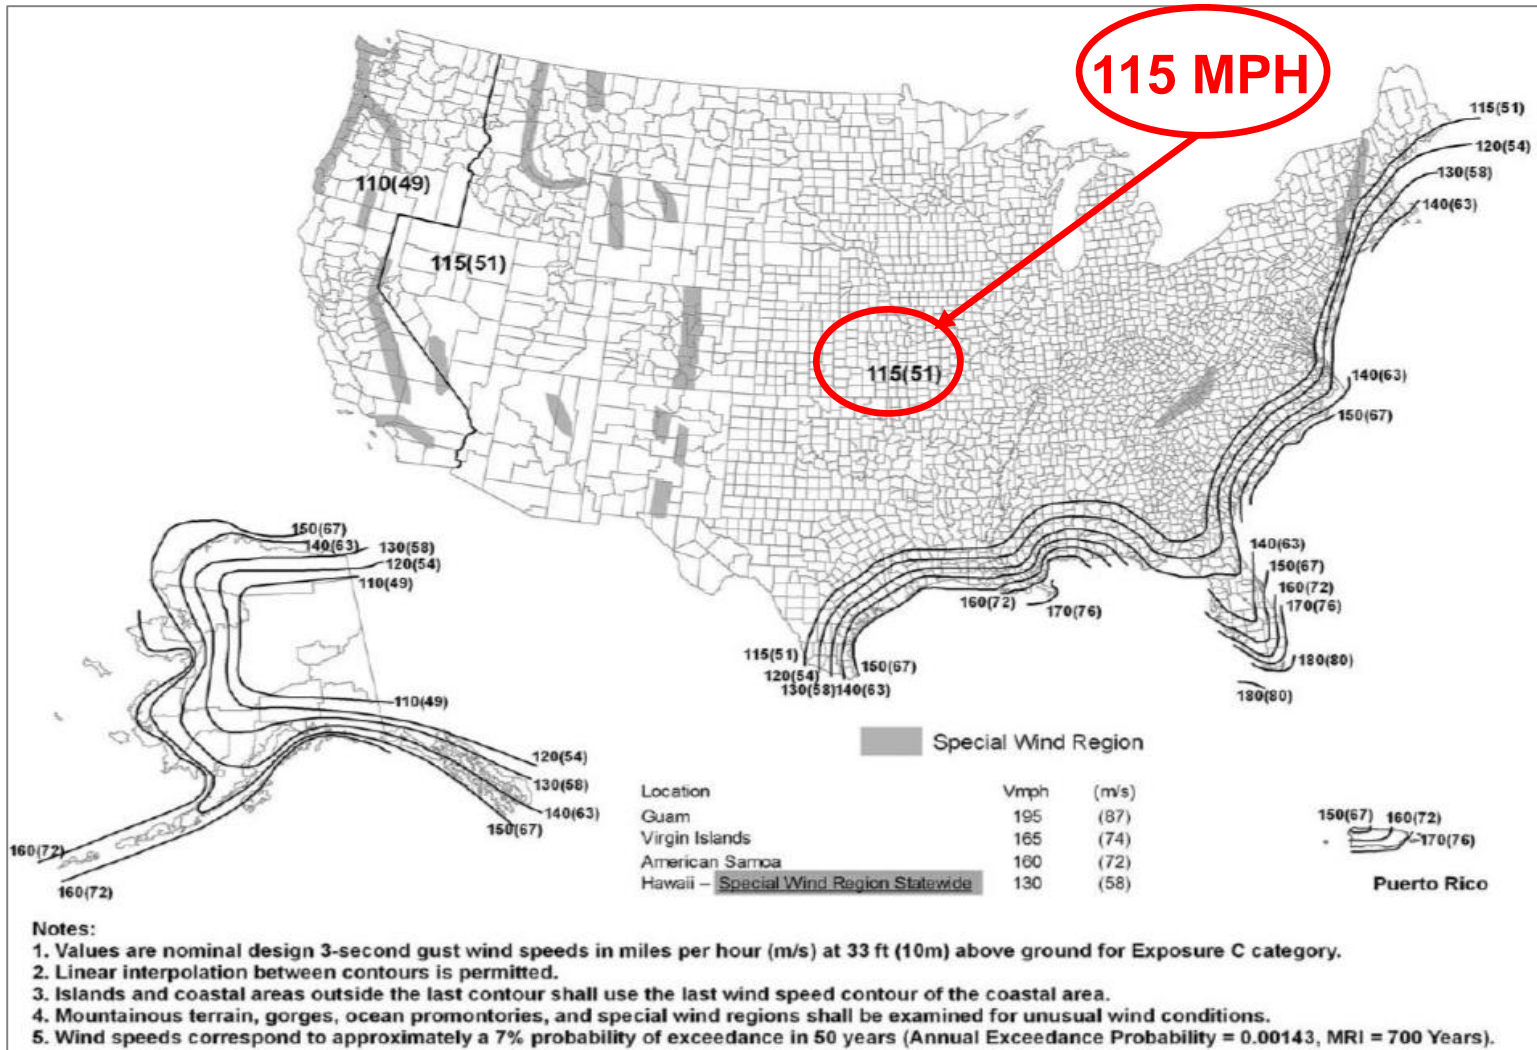 115 MPH
115(51)
120(54)
130(58)
140(63)
110(49)
115(51)
115(51)
140(63)
150(67)
150(67)
140(63)
130(58)
120(54)
110(49)
140(63)
150(67)
160(72)
170(76)
160(72)
170(76)
115(51)
150(67)
180(80)
120(54)
130(58)140(63)
180(80)
110(49)
120(54)
130(58)
140(63)
150(67)
160(72)
160(72)
Special Wind Region
Location Vmph (m/s)
Guam 195 (87)
Virgin Islands 165 (74)
American Samoa 160 (72)
Hawaii – Special Wind Region Statewide 130 (58)
150(67) 160(72)
170(76)
Puerto Rico
Notes:
1. Values are nominal design 3-second gust wind speeds in miles per hour (m/s) at 33 ft (10m) above ground for Exposure C category.
2. Linear interpolation between contours is permitted.
3. Islands and coastal areas outside the last contour shall use the last wind speed contour of the coastal area.
4. Mountainous terrain, gorges, ocean promontories, and special wind regions shall be examined for unusual wind conditions.
5. Wind speeds correspond to approximately a 7% probability of exceedance in 50 years (Annual Exceedance Probability = 0.00143, MRI = 700 Years).